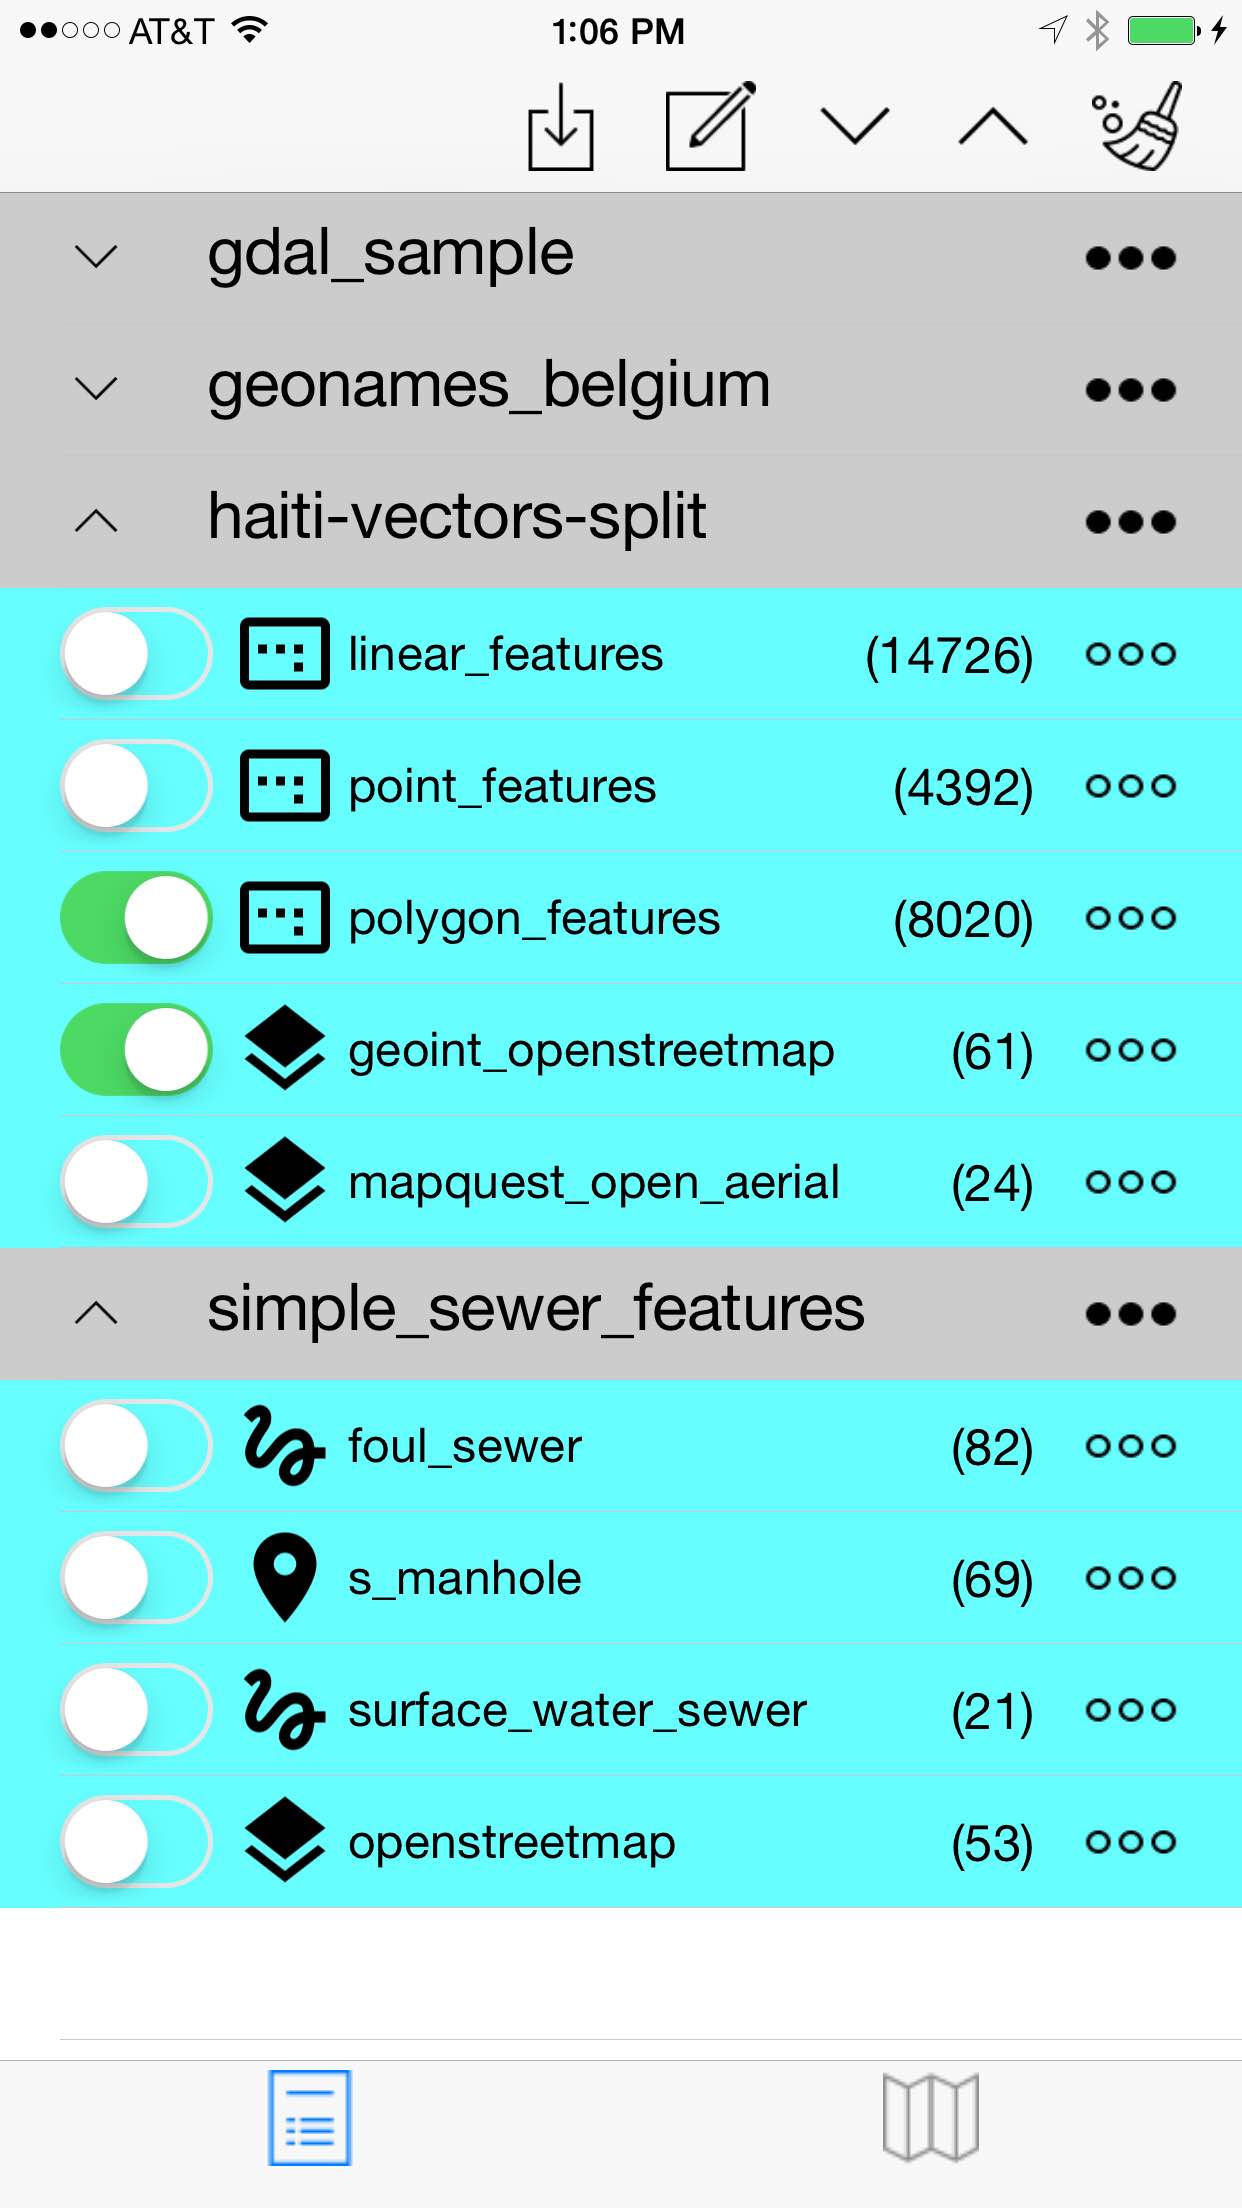 AT&T 1:06 PM
gdal_sample
geonames_belgium
haiti-vectors-split
linear_features (14726)
point_features (4392)
polygon_features (8020)
geoint_openstreetmap (61)
mapquest_open_aerial (24)
simple_sewer_features
foul_sewer (82)
s_manhole (69)
surface_water_sewer (21)
openstreetmap (53)